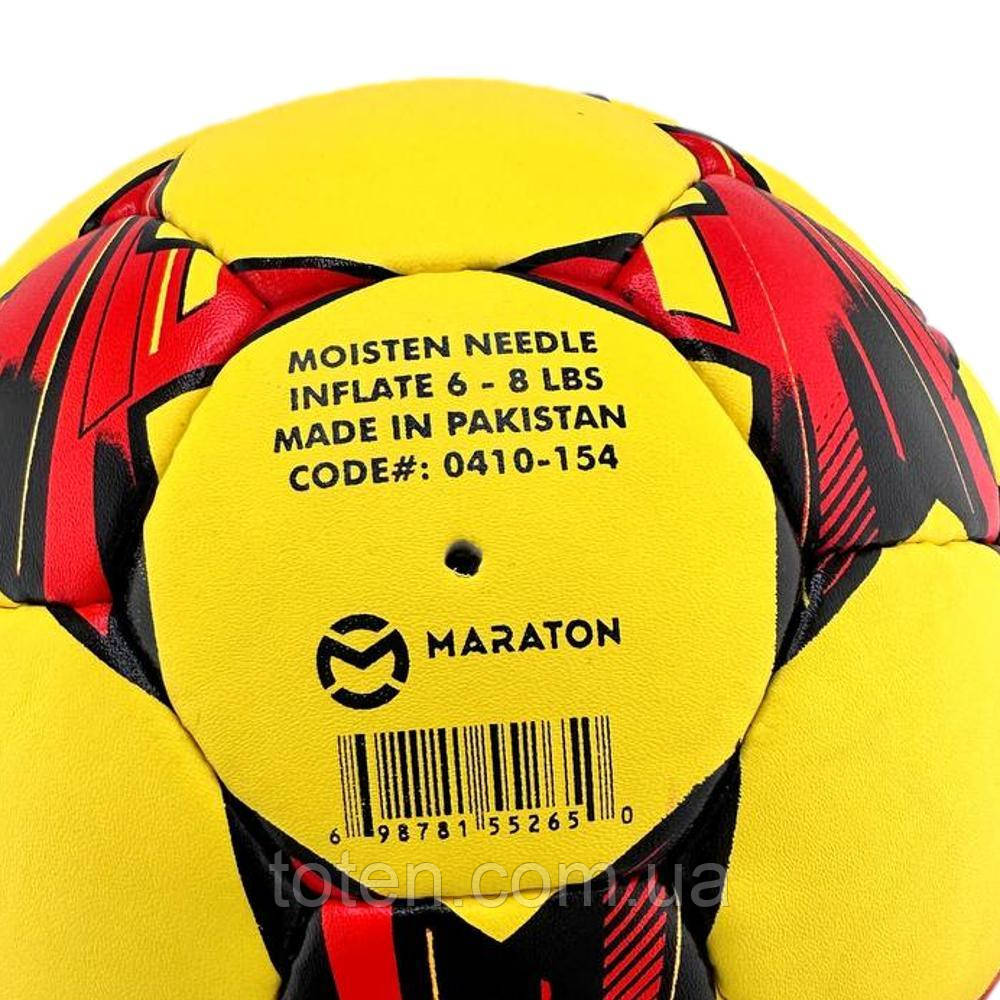 MOISTEN NEEDLE
INFLATE 6 - 8 LBS
MADE IN PAKISTAN
CODE#: 0410-154
MARATON
6 98781 55265 0
toten.com.ua